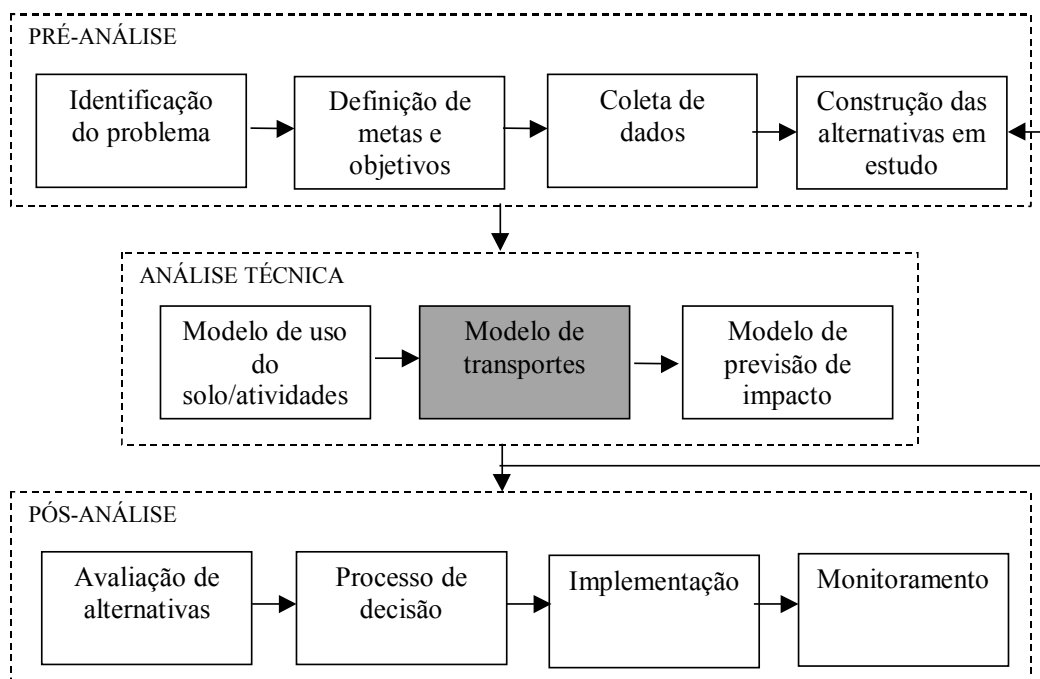 PRÉ-ANÁLISE
Identificação
do problema
Definição de
metas e
objetivos
Coleta de
dados
Construção das
alternativas em
estudo
ANÁLISE TÉCNICA
Modelo de uso
do
solo/atividades
Modelo de
transportes
Modelo de
previsão de
impacto
PÓS-ANÁLISE
Avaliação de
alternativas
Processo de
decisão
Implementação
Monitoramento